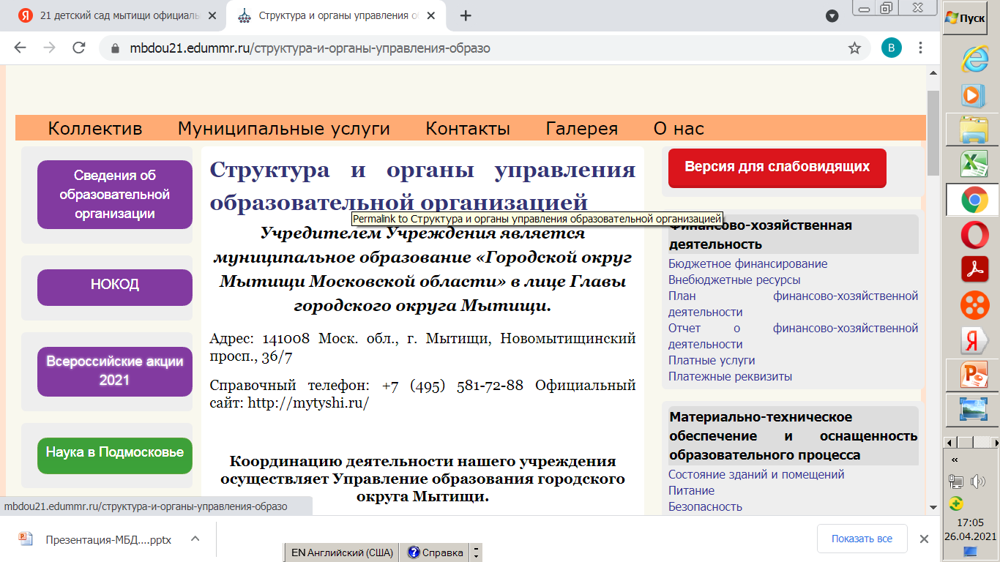 21 детский сад мытищи официаль
Структура и органы управления о
mbdou21.edummr.ru/структура-и-органы-управления-образо
В
Коллектив Муниципальные услуги Контакты Галерея О нас
Сведения об
образовательной
организации
НОКОД
Всероссийские акции
2021
Наука в Подмосковье
Структура и органы управления
образовательной организацией
Permalink to Структура и органы управления образовательной организацией
Учредителем Учреждения является
муниципальное образование «Городской округ
Мытищи Московской области» в лице Главы
городского округа Мытищи.
Адрес: 141008 Моск. обл., г. Мытищи, Новомытищинский
просп., 36/7
Справочный телефон: +7 (495) 581-72-88 Официальный
сайт: http://mytyshi.ru/
Координацию деятельности нашего учреждения
осуществляет Управление образования городского
округа Мытищи.
Версия для слабовидящих
Финансово-хозяйственная
деятельность
Бюджетное финансирование
Внебюджетные ресурсы
План финансово-хозяйственной
деятельности
Отчет о финансово-хозяйственной
деятельности
Платные услуги
Платежные реквизиты
Материально-техническое
обеспечение и оснащенность
образовательного процесса
Состояние зданий и помещений
Питание
Безопасность
mbdou21.edummr.ru/структура-и-органы-управления-образо
Презентация-МБД....pptx
Показать все
EN Английский (США) Справка
Пуск
17:05
26.04.2021